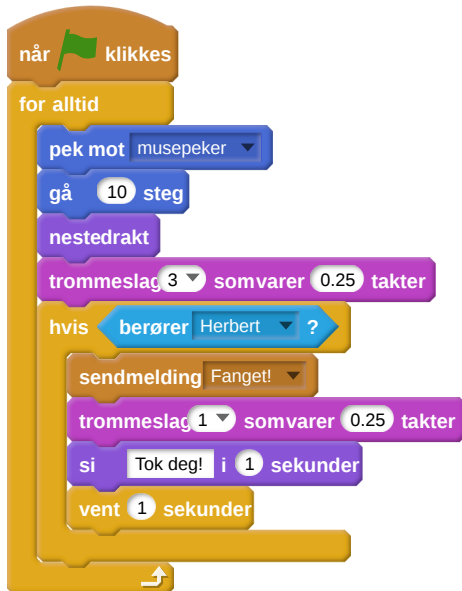 når klikkes
for alltid
pek mot musepeker
gå 10 steg
nestedrakt
trommeslag 3 somvarer 0.25 takter
hvis berører Herbert ?
sendmelding Fanget!
trommeslag 1 somvarer 0.25 takter
si Tok deg! i 1 sekunder
vent 1 sekunder